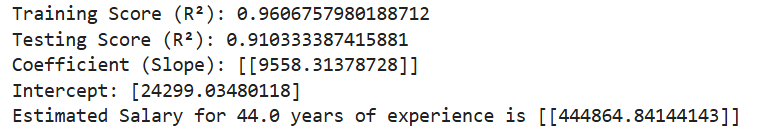 Training Score (R²): 0.9606757980188712
Testing Score (R²): 0.910333387415881
Coefficient (Slope): [[9558.31378728]]
Intercept: [24299.03480118]
Estimated Salary for 44.0 years of experience is [[444864.84144143]]